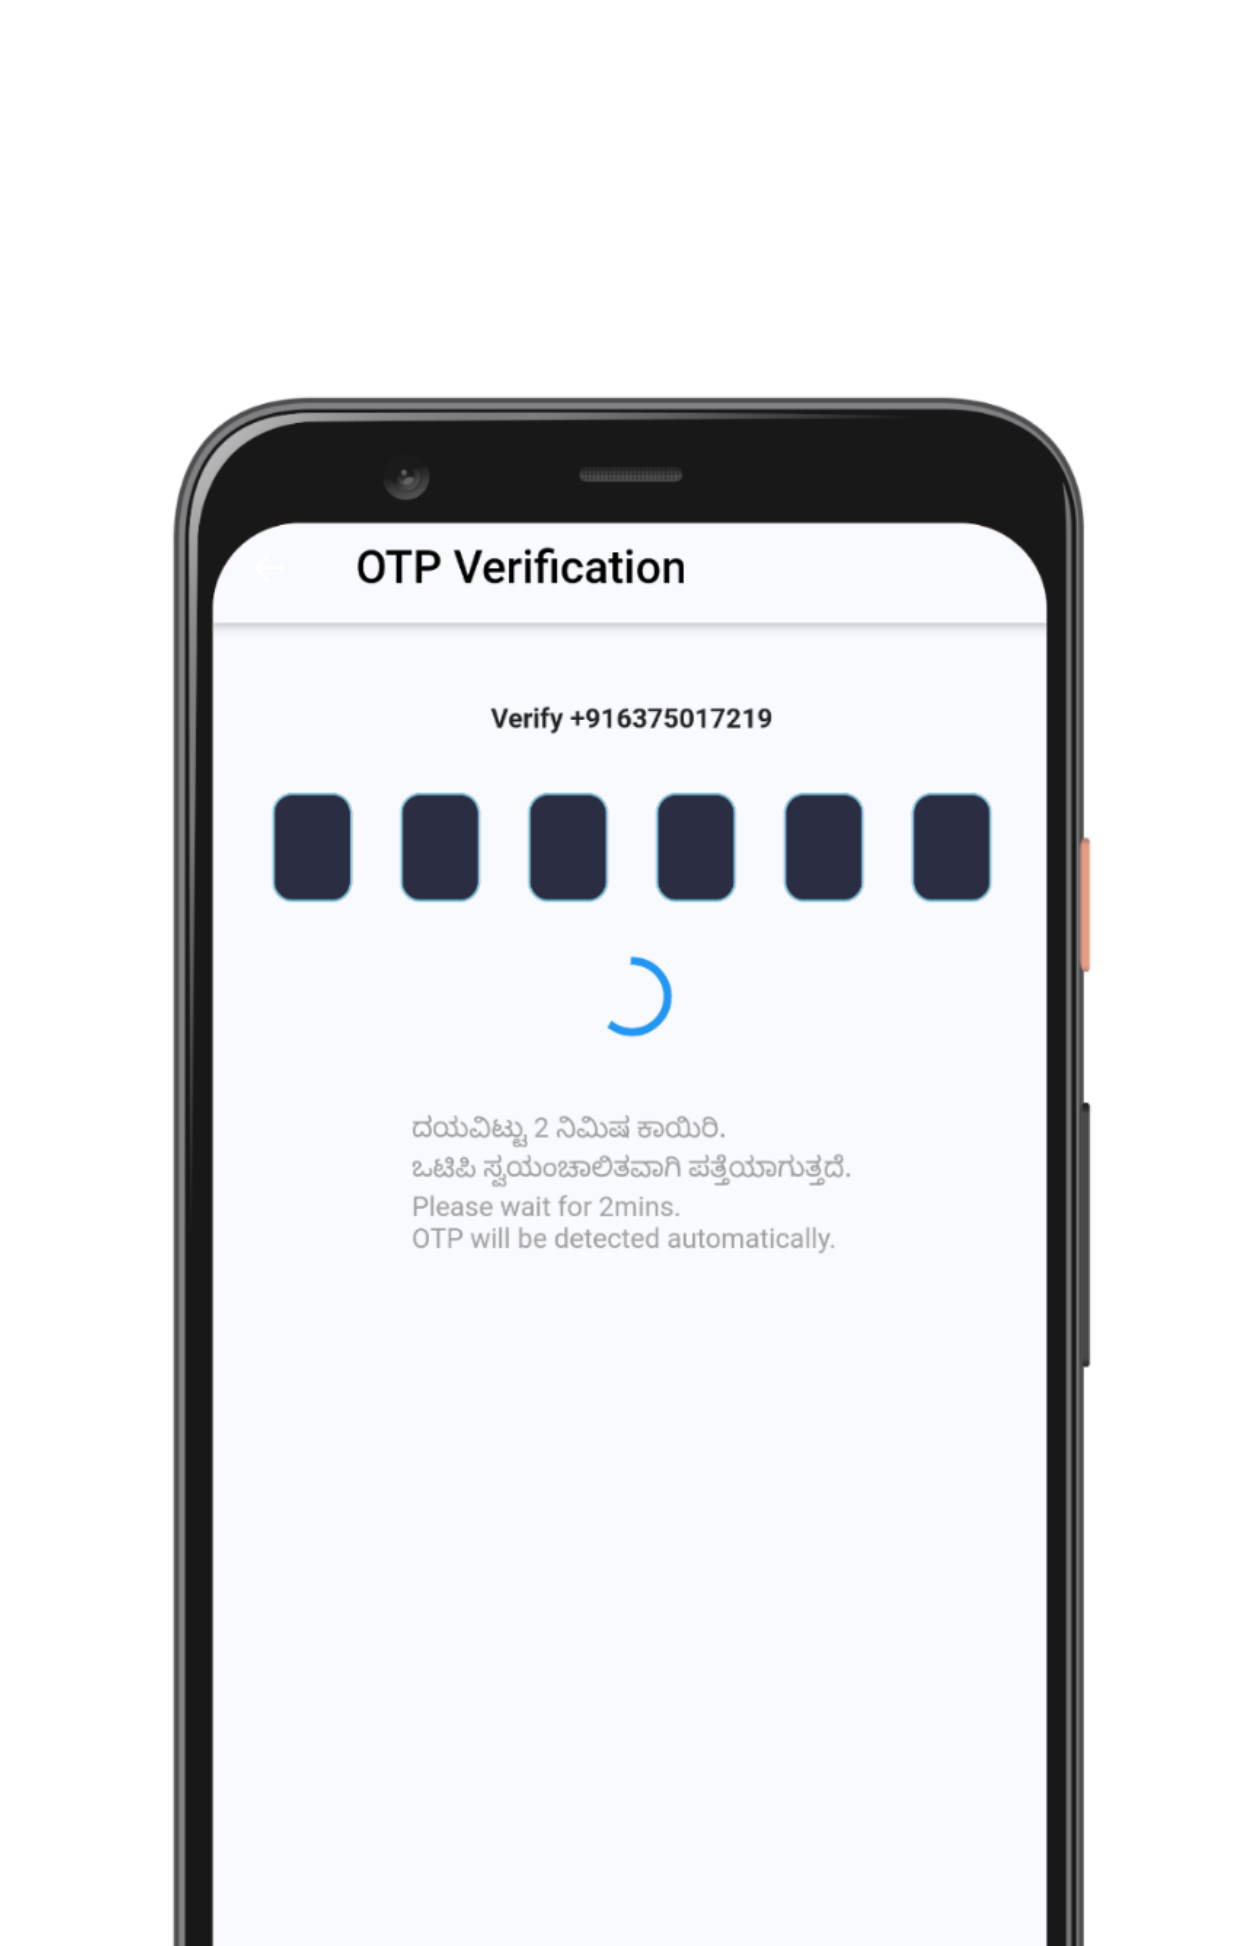 OTP Verification
Verify +916375017219
ದಯವಿಟ್ಟು 2 ನಿಮಿಷ ಕಾಯಿರಿ.
ಒಟಿಪಿ ಸ್ವಯಂಚಾಲಿತವಾಗಿ ಪತ್ತೆಯಾಗುತ್ತದೆ.
Please wait for 2mins.
OTP will be detected automatically.